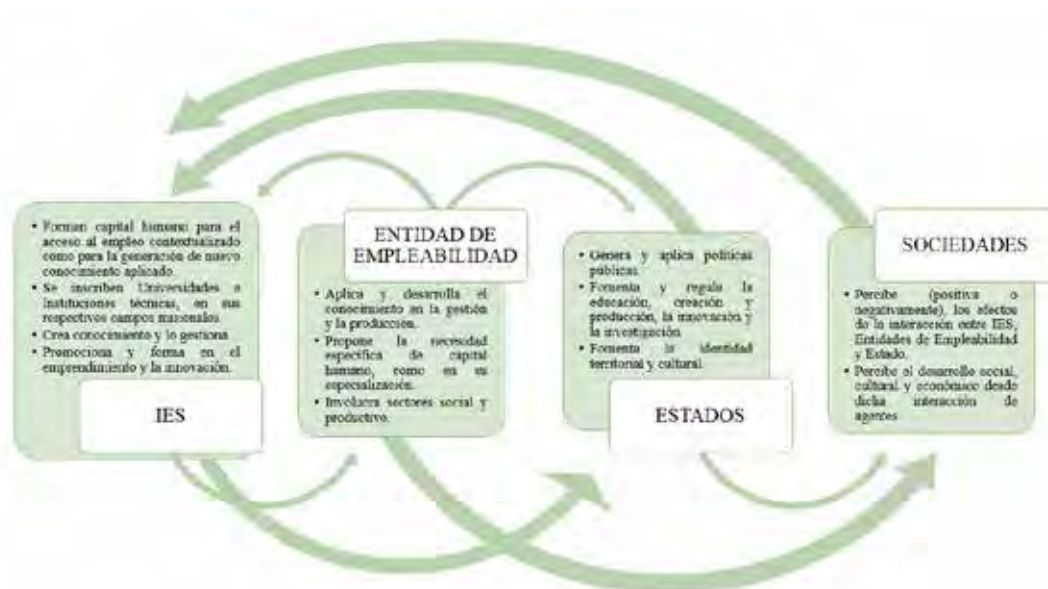 • Forman capital humano para el
acceso al empleo contextualizado
como para la generación de nuevo
conocimiento aplicado.
• Se inscriben Universidades e
Instituciones técnicas, en sus
respectivos campos misionales.
• Crea conocimiento y lo gestiona
• Promociona y forma en el
emprendimiento y la innovación.
IES
ENTIDAD DE
EMPLEABILIDAD
• Aplica y desarrolla el
conocimiento en la gestión
y la producción.
• Propone la necesidad
específica de capital
humano, como en su
especialización.
• Involucra sectores social y
productivo.
• Genera y aplica políticas
públicas.
• Fomenta y regula la
educación, creación y
producción, la innovación y
la investigación
• Fomenta la identidad
territorial y cultural.
ESTADOS
SOCIEDADES
• Percibe (positiva o
negativamente), los efectos
de la interacción entre IES,
Entidades de Empleabilidad
y Estado.
• Percibe el desarrollo social,
cultural y económico desde
dicha interacción de
agentes